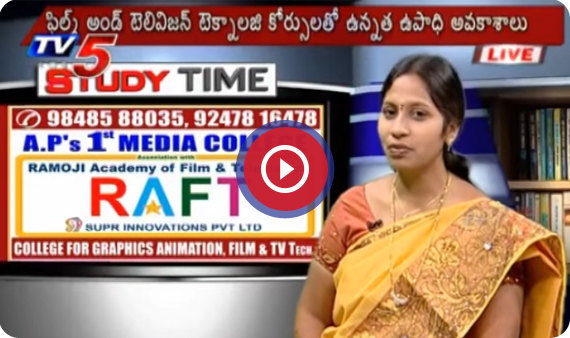 ఫిల్మ్ అండ్ టెలివిజన్ టెక్నాలజి కోర్సులతో ఉన్నత ఉపాధి అవకాశాలు
TV5
LIVE
STUDY TIME
98485 88035, 92478 16478
A.P's 1st MEDIA
Association with
RAMOJI Academy of Film &
RAFT
SUPR INNOVATIONS PVT LTD
COLLEGE FOR GRAPHICS ANIMATION, FILM & TV TECH.